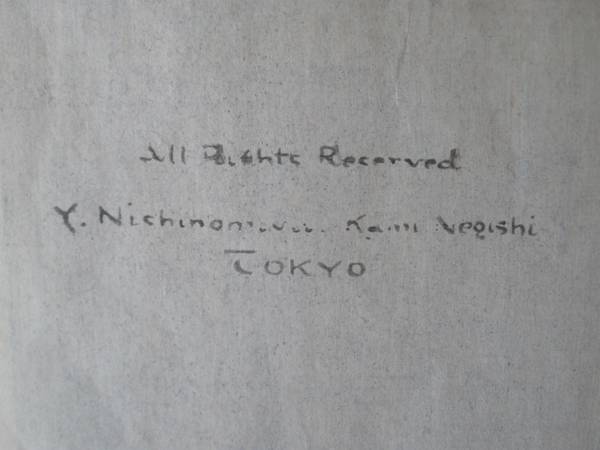 All Rights Reserved
Y. Kami Negishi
TOKYO